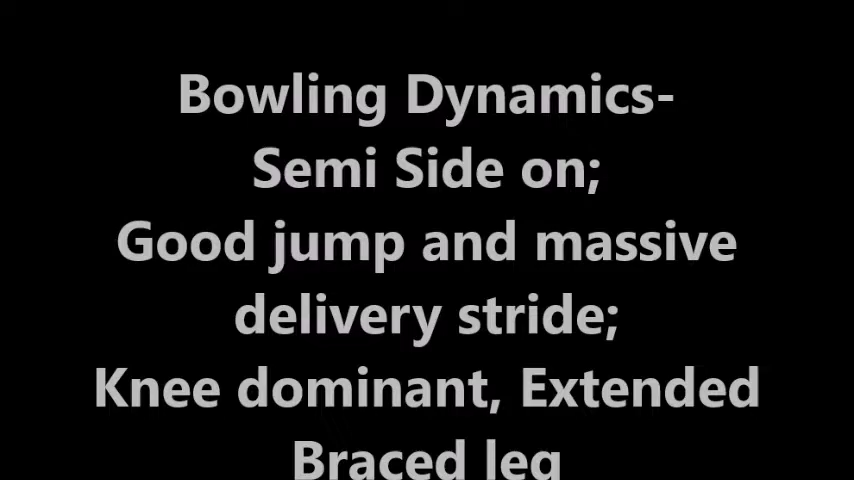 Bowling Dynamics-
Semi Side on;
Good jump and massive
delivery stride;
Knee dominant, Extended
Braced leg